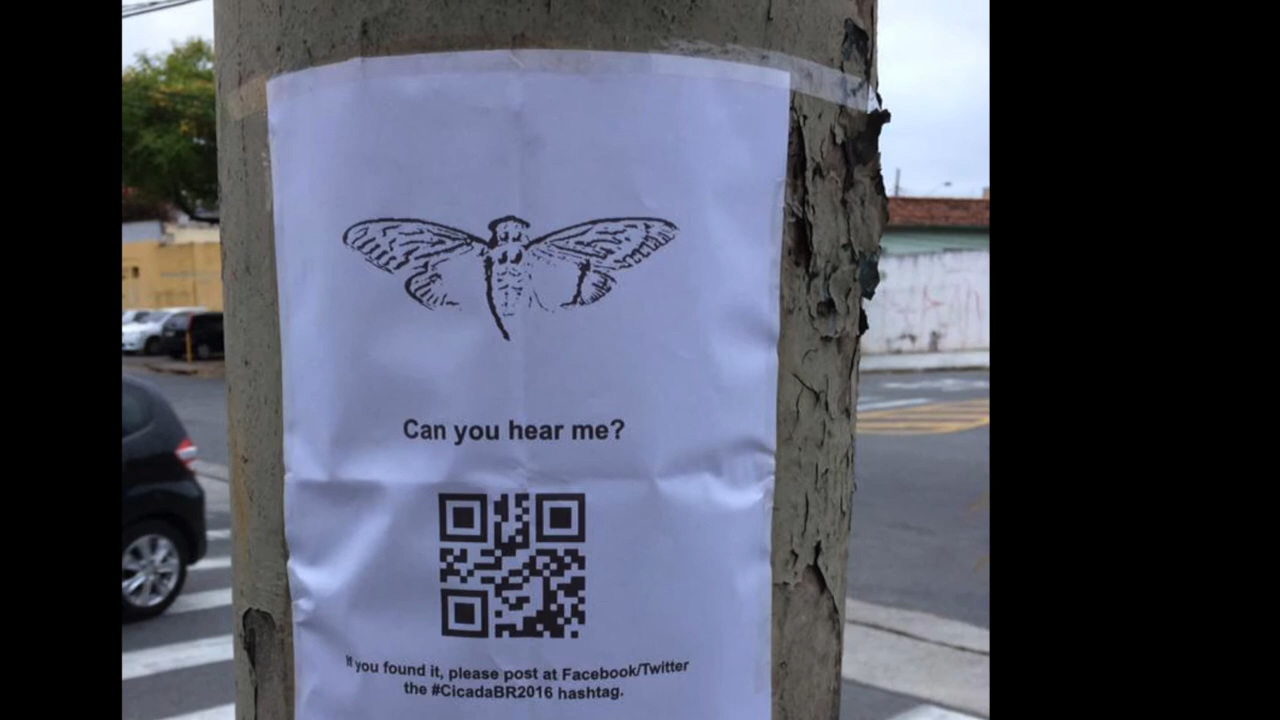 Can you hear me?
If you found it, please post at Facebook/Twitter
the #CicadaBR2016 hashtag.